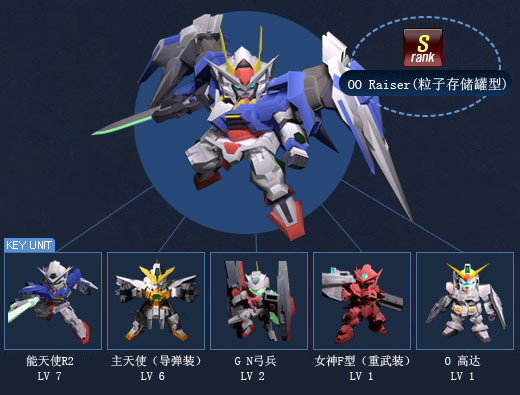 S
rank
OO Raiser(粒子存储罐型)
KEY UNIT
能天使R2
LV 7
主天使（导弹装）
LV 6
G N弓兵
LV 2
女神F型（重武装）
LV 1
O 高达
LV 1